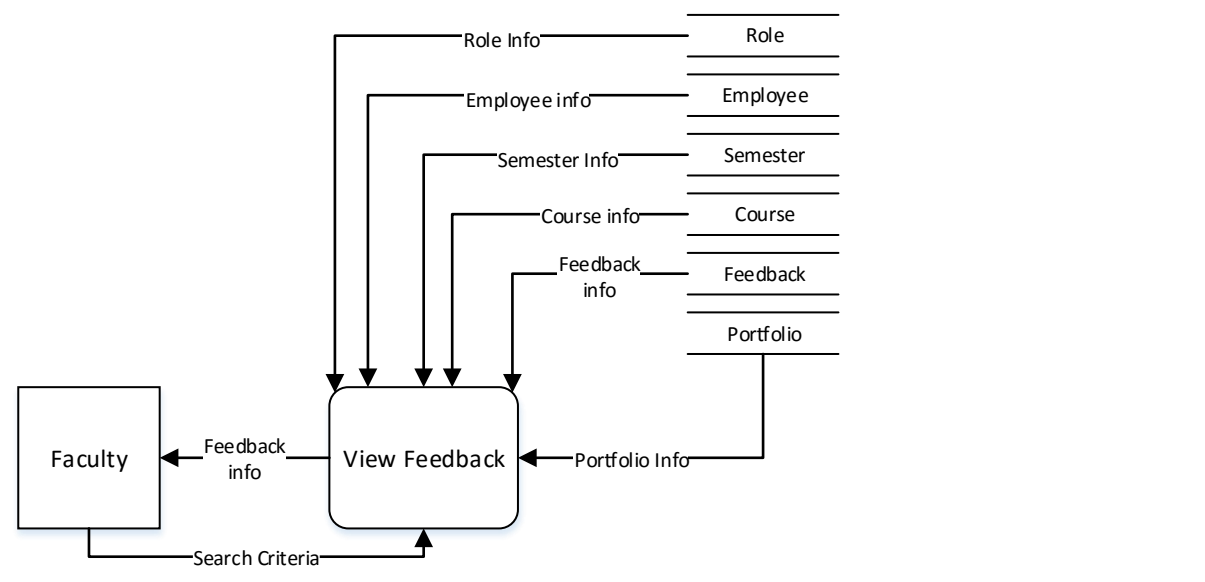 Role Info
Role
Employee info
Employee
Semester Info
Semester
Course info
Course
Feedback
info
Feedback
Portfolio
Faculty
Feedback
info
View Feedback
Portfolio Info
Search Criteria